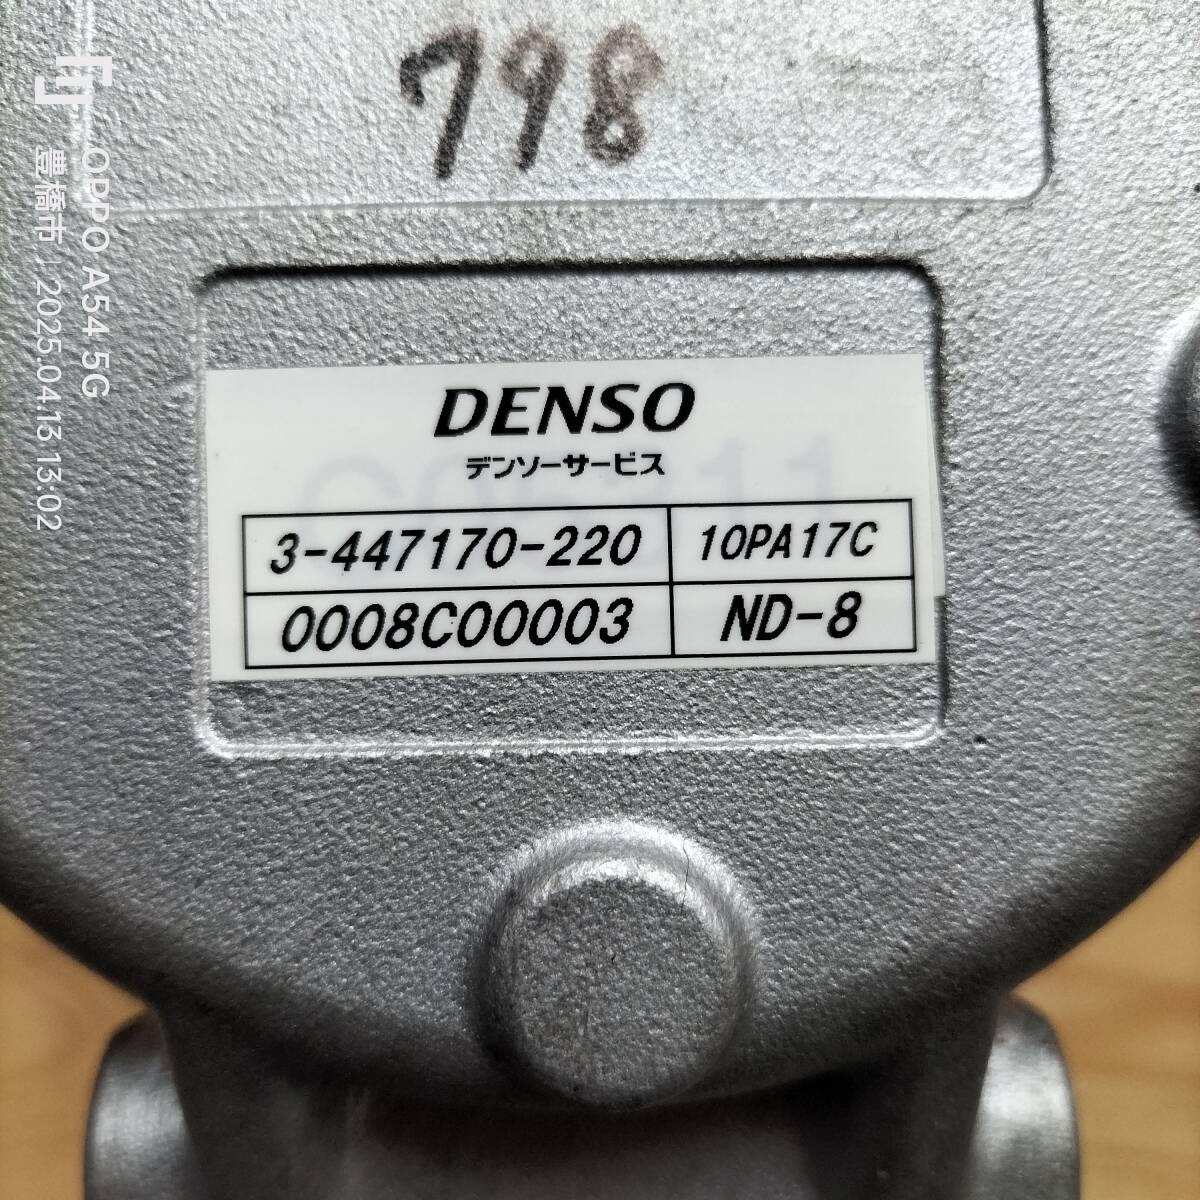 798
OPPO A54 5G
豊橋市 | 2025.04.13 13:02
DENSO
デンソーサービス
3-447170-220 10PA17C
0008C00003 ND-8